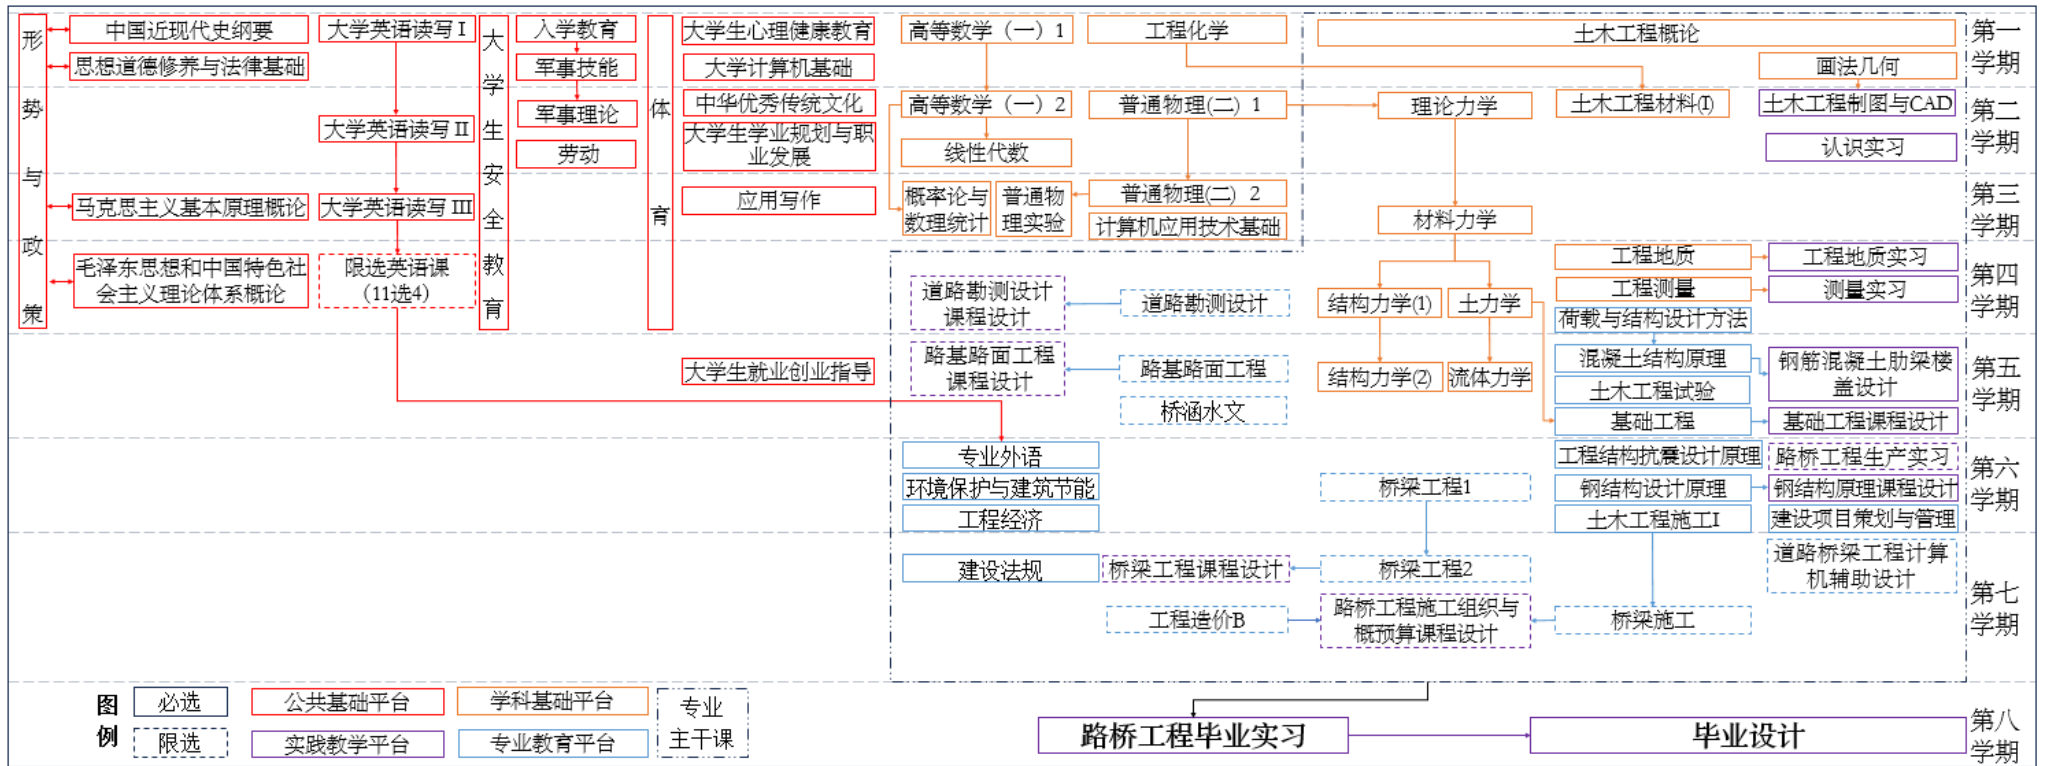 形
势
与
政
策
中国近现代史纲要
思想道德修养与法律基础
马克思主义基本原理概论
毛泽东思想和中国特色社
会主义理论体系概论
大学英语读写 I
大学英语读写 II
大学英语读写 III
限选英语课
（11选4）
大
学
生
安
全
教
育
入学教育
军事技能
军事理论
劳动
体
育
大学生心理健康教育
大学计算机基础
中华优秀传统文化
大学生学业规划与职
业发展
应用写作
大学生就业创业指导
高等数学（一）1
高等数学（一）2
线性代数
概率论与
数理统计
普通物
理实验
工程化学
普通物理(二）1
普通物理(二）2
计算机应用技术基础
土木工程概论
画法几何
理论力学
土木工程材料(I)
土木工程制图与CAD
认识实习
材料力学
道路勘测设计
课程设计
道路勘测设计
结构力学(1)
土力学
工程地质
工程地质实习
工程测量
测量实习
荷载与结构设计方法
路基路面工程
课程设计
路基路面工程
桥涵水文
结构力学(2)
流体力学
混凝土结构原理
钢筋混凝土肋梁楼
盖设计
土木工程试验
基础工程
基础工程课程设计
专业外语
环境保护与建筑节能
工程经济
桥梁工程1
工程结构抗震设计原理
路桥工程生产实习
钢结构设计原理
钢结构原理课程设计
土木工程施工I
建设项目策划与管理
建设法规
桥梁工程课程设计
桥梁工程2
道路桥梁工程计算
机辅助设计
工程造价B
路桥工程施工组织与
概预算课程设计
桥梁施工
路桥工程毕业实习
毕业设计
第一
学期
第二
学期
第三
学期
第四
学期
第五
学期
第六
学期
第七
学期
第八
学期
图
例
必选
限选
公共基础平台
实践教学平台
学科基础平台
专业教育平台
专业
主干课